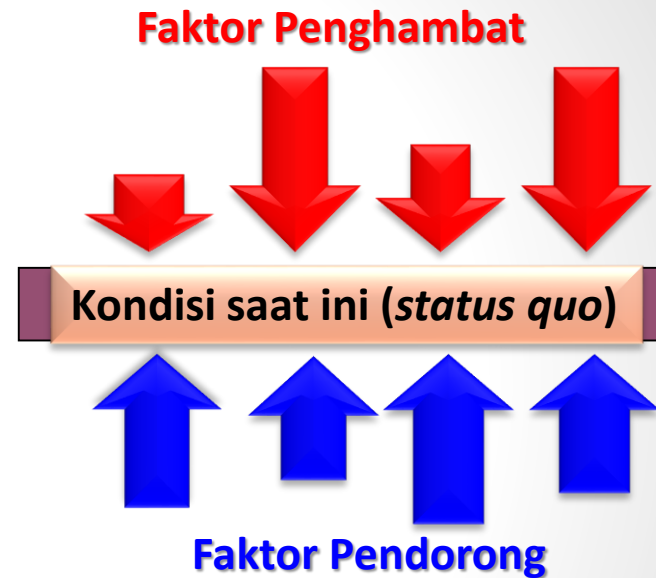 Faktor Penghambat
Kondisi saat ini (status quo)
Faktor Pendorong